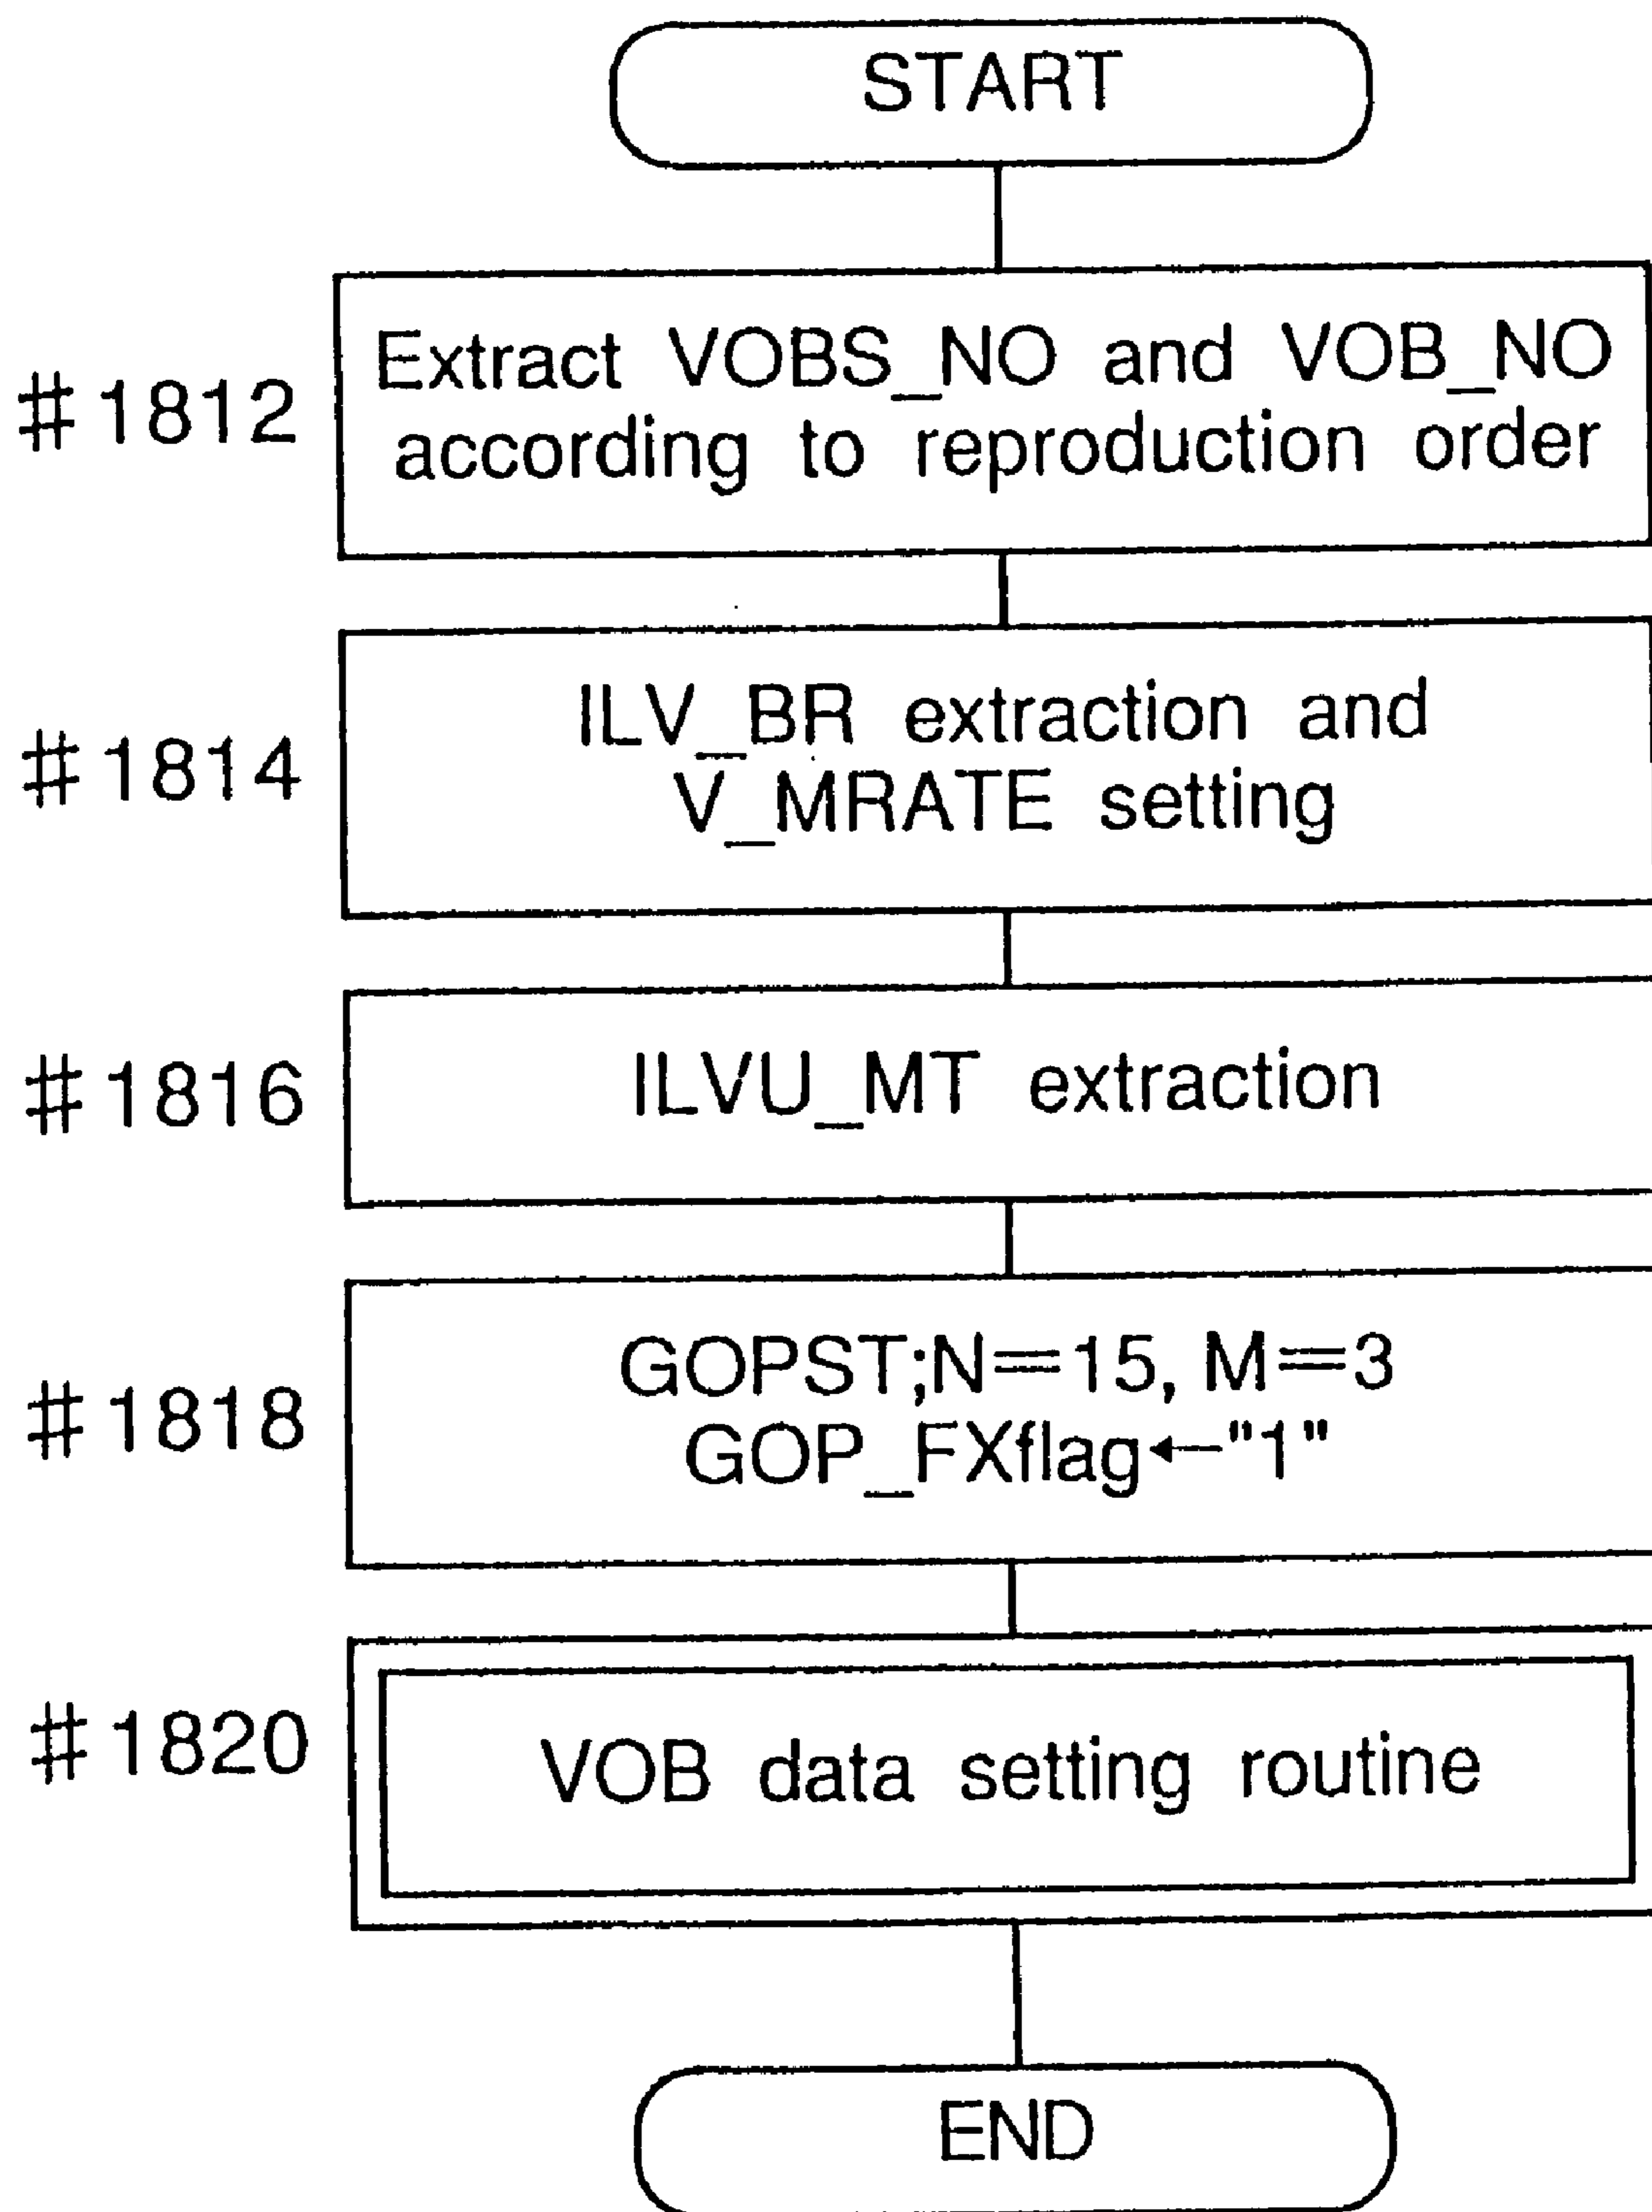 START
#1812
Extract VOBS_NO and VOB_NO
according to reproduction order
#1814
ILV_BR extraction and
V_MRATE setting
#1816
ILVU_MT extraction
#1818
GOPST;N=15, M=3
GOP_FXflag←"1"
#1820
VOB data setting routine
END